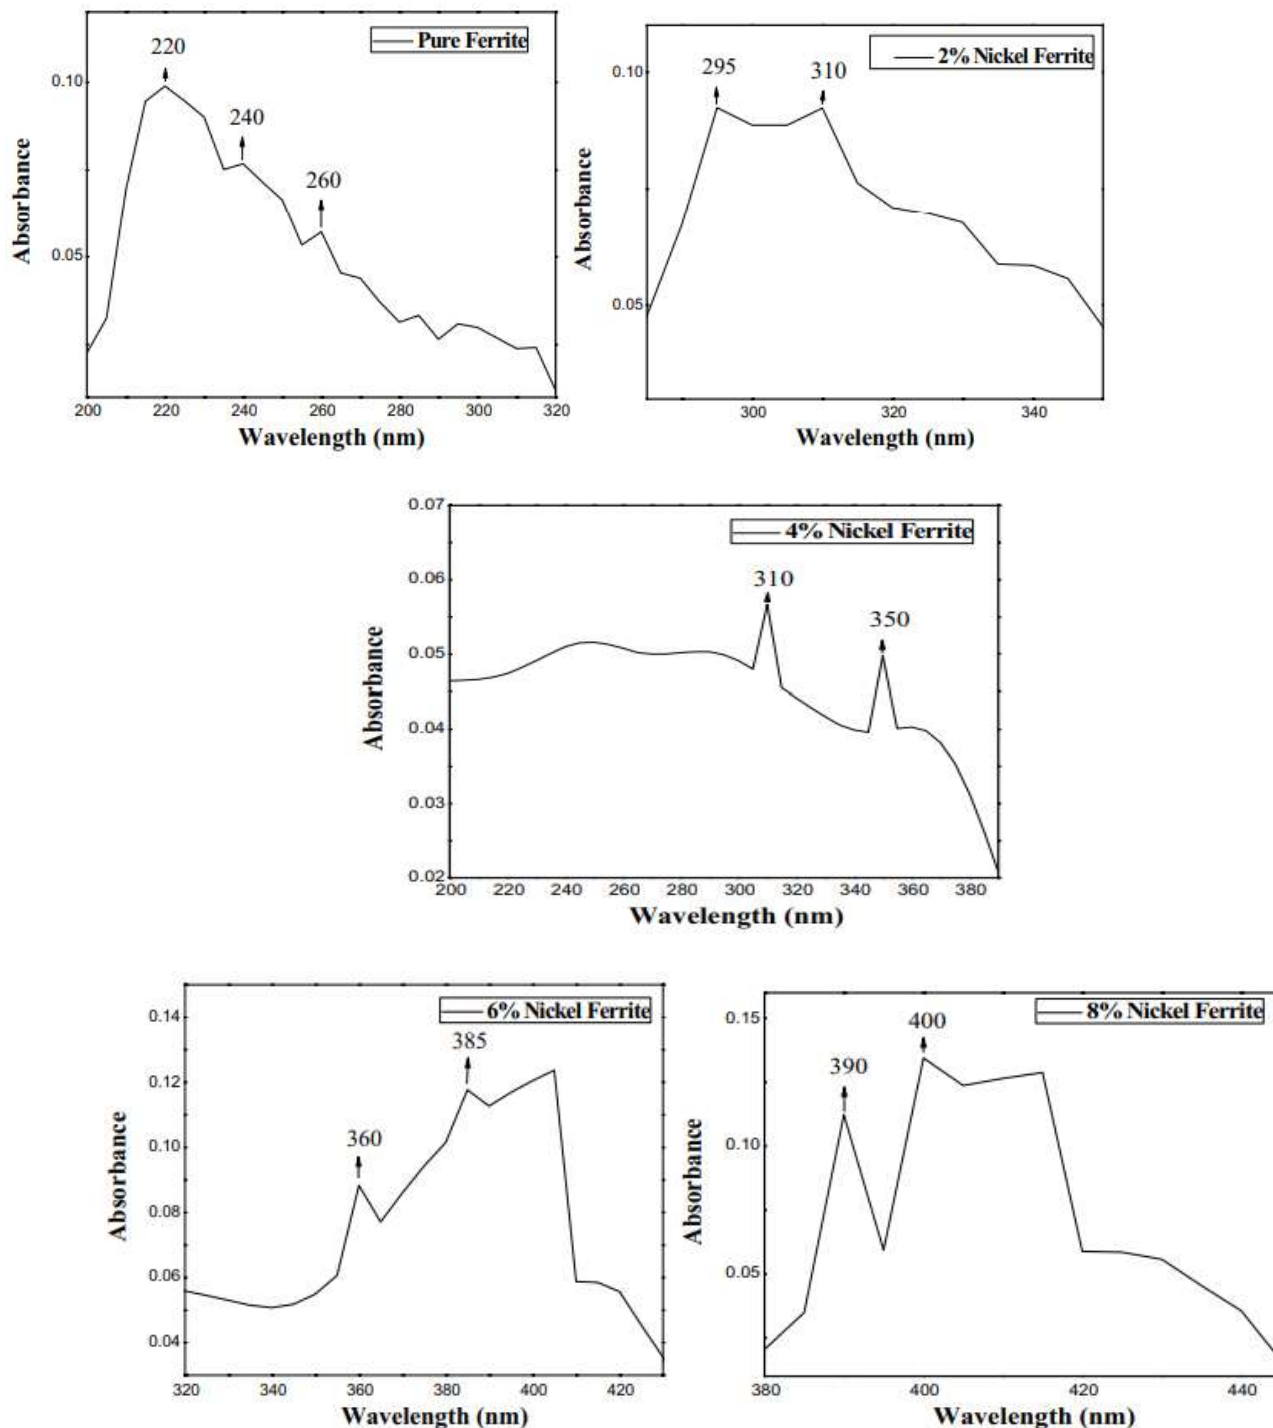 Pure Ferrite
220
240
260
0.10
0.05
Absorbance
200 220 240 260 280 300 320
Wavelength (nm)
2% Nickel Ferrite
295
310
0.10
0.05
Absorbance
300 320 340
Wavelength (nm)
4% Nickel Ferrite
310
350
0.07
0.06
0.05
0.04
0.03
0.02
Absorbance
200 220 240 260 280 300 320 340 360 380
Wavelength (nm)
6% Nickel Ferrite
385
360
0.14
0.12
0.10
0.08
0.06
0.04
Absorbance
320 340 360 380 400 420
Wavelength (nm)
8% Nickel Ferrite
400
390
0.15
0.10
0.05
Absorbance
380 400 420 440
Wavelength (nm)